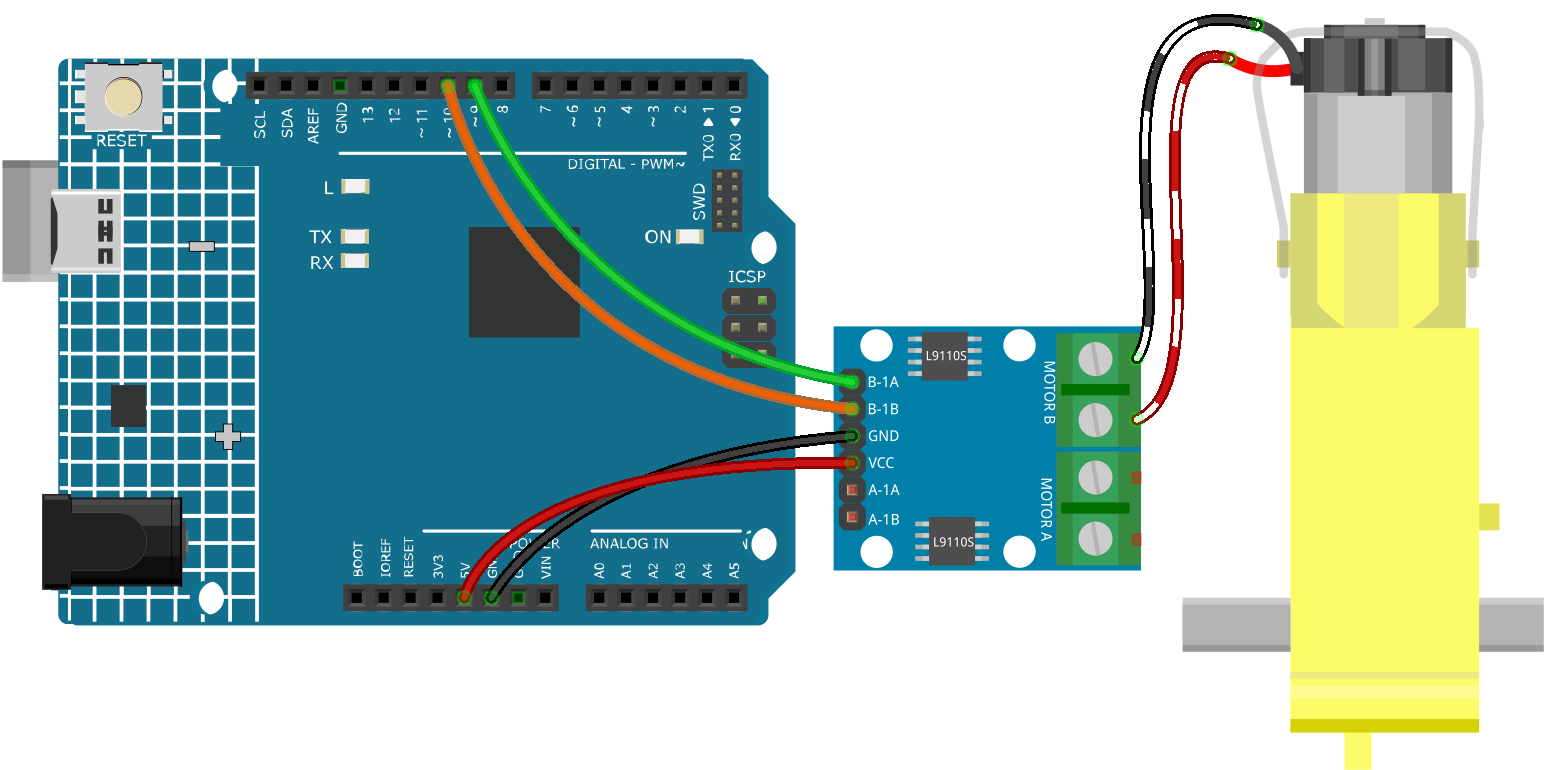 RESET
SCL
SDA
AREF
GND
13
12
~ 11
~ 10
~ 9
8
7
~ 6
~ 5
4
~ 3
2
TX0 ▶ 1
RX0 ◀ 0
DIGITAL - PWM~
L
TX
RX
SWD
ON
ICSP
L9110S
B-1A
B-1B
GND
VCC
A-1A
A-1B
MOTOR B
MOTOR A
L9110S
POWER
ANALOG IN
BOOT
IOREF
RESET
3V3
5V
VIN
A0
A1
A2
A3
A4
A5